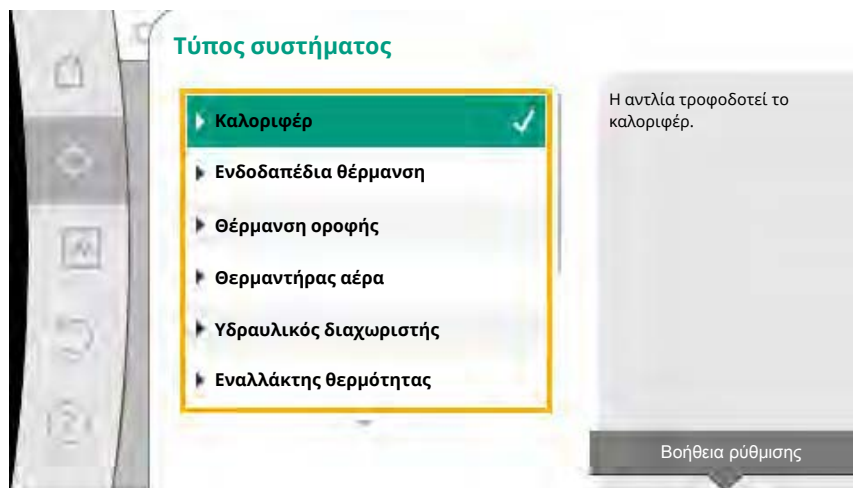 Τύπος συστήματος
Καλοριφέρ
Ενδοδαπέδια θέρμανση
Θέρμανση οροφής
Θερμαντήρας αέρα
Υδραυλικός διαχωριστής
Εναλλάκτης θερμότητας
Η αντλία τροφοδοτεί το
καλοριφέρ.
Βοήθεια ρύθμισης